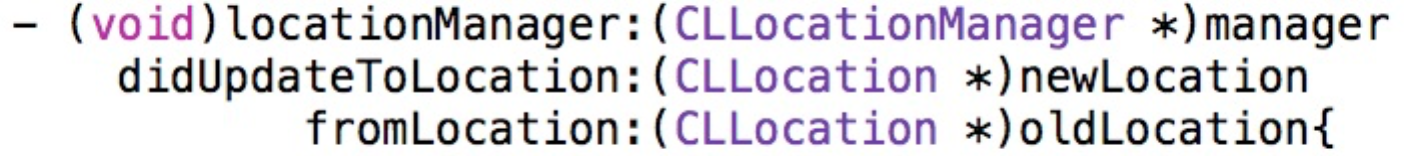 - (void)locationManager:(CLLocationManager *)manager
didUpdateToLocation:(CLLocation *)newLocation
fromLocation:(CLLocation *)oldLocation{